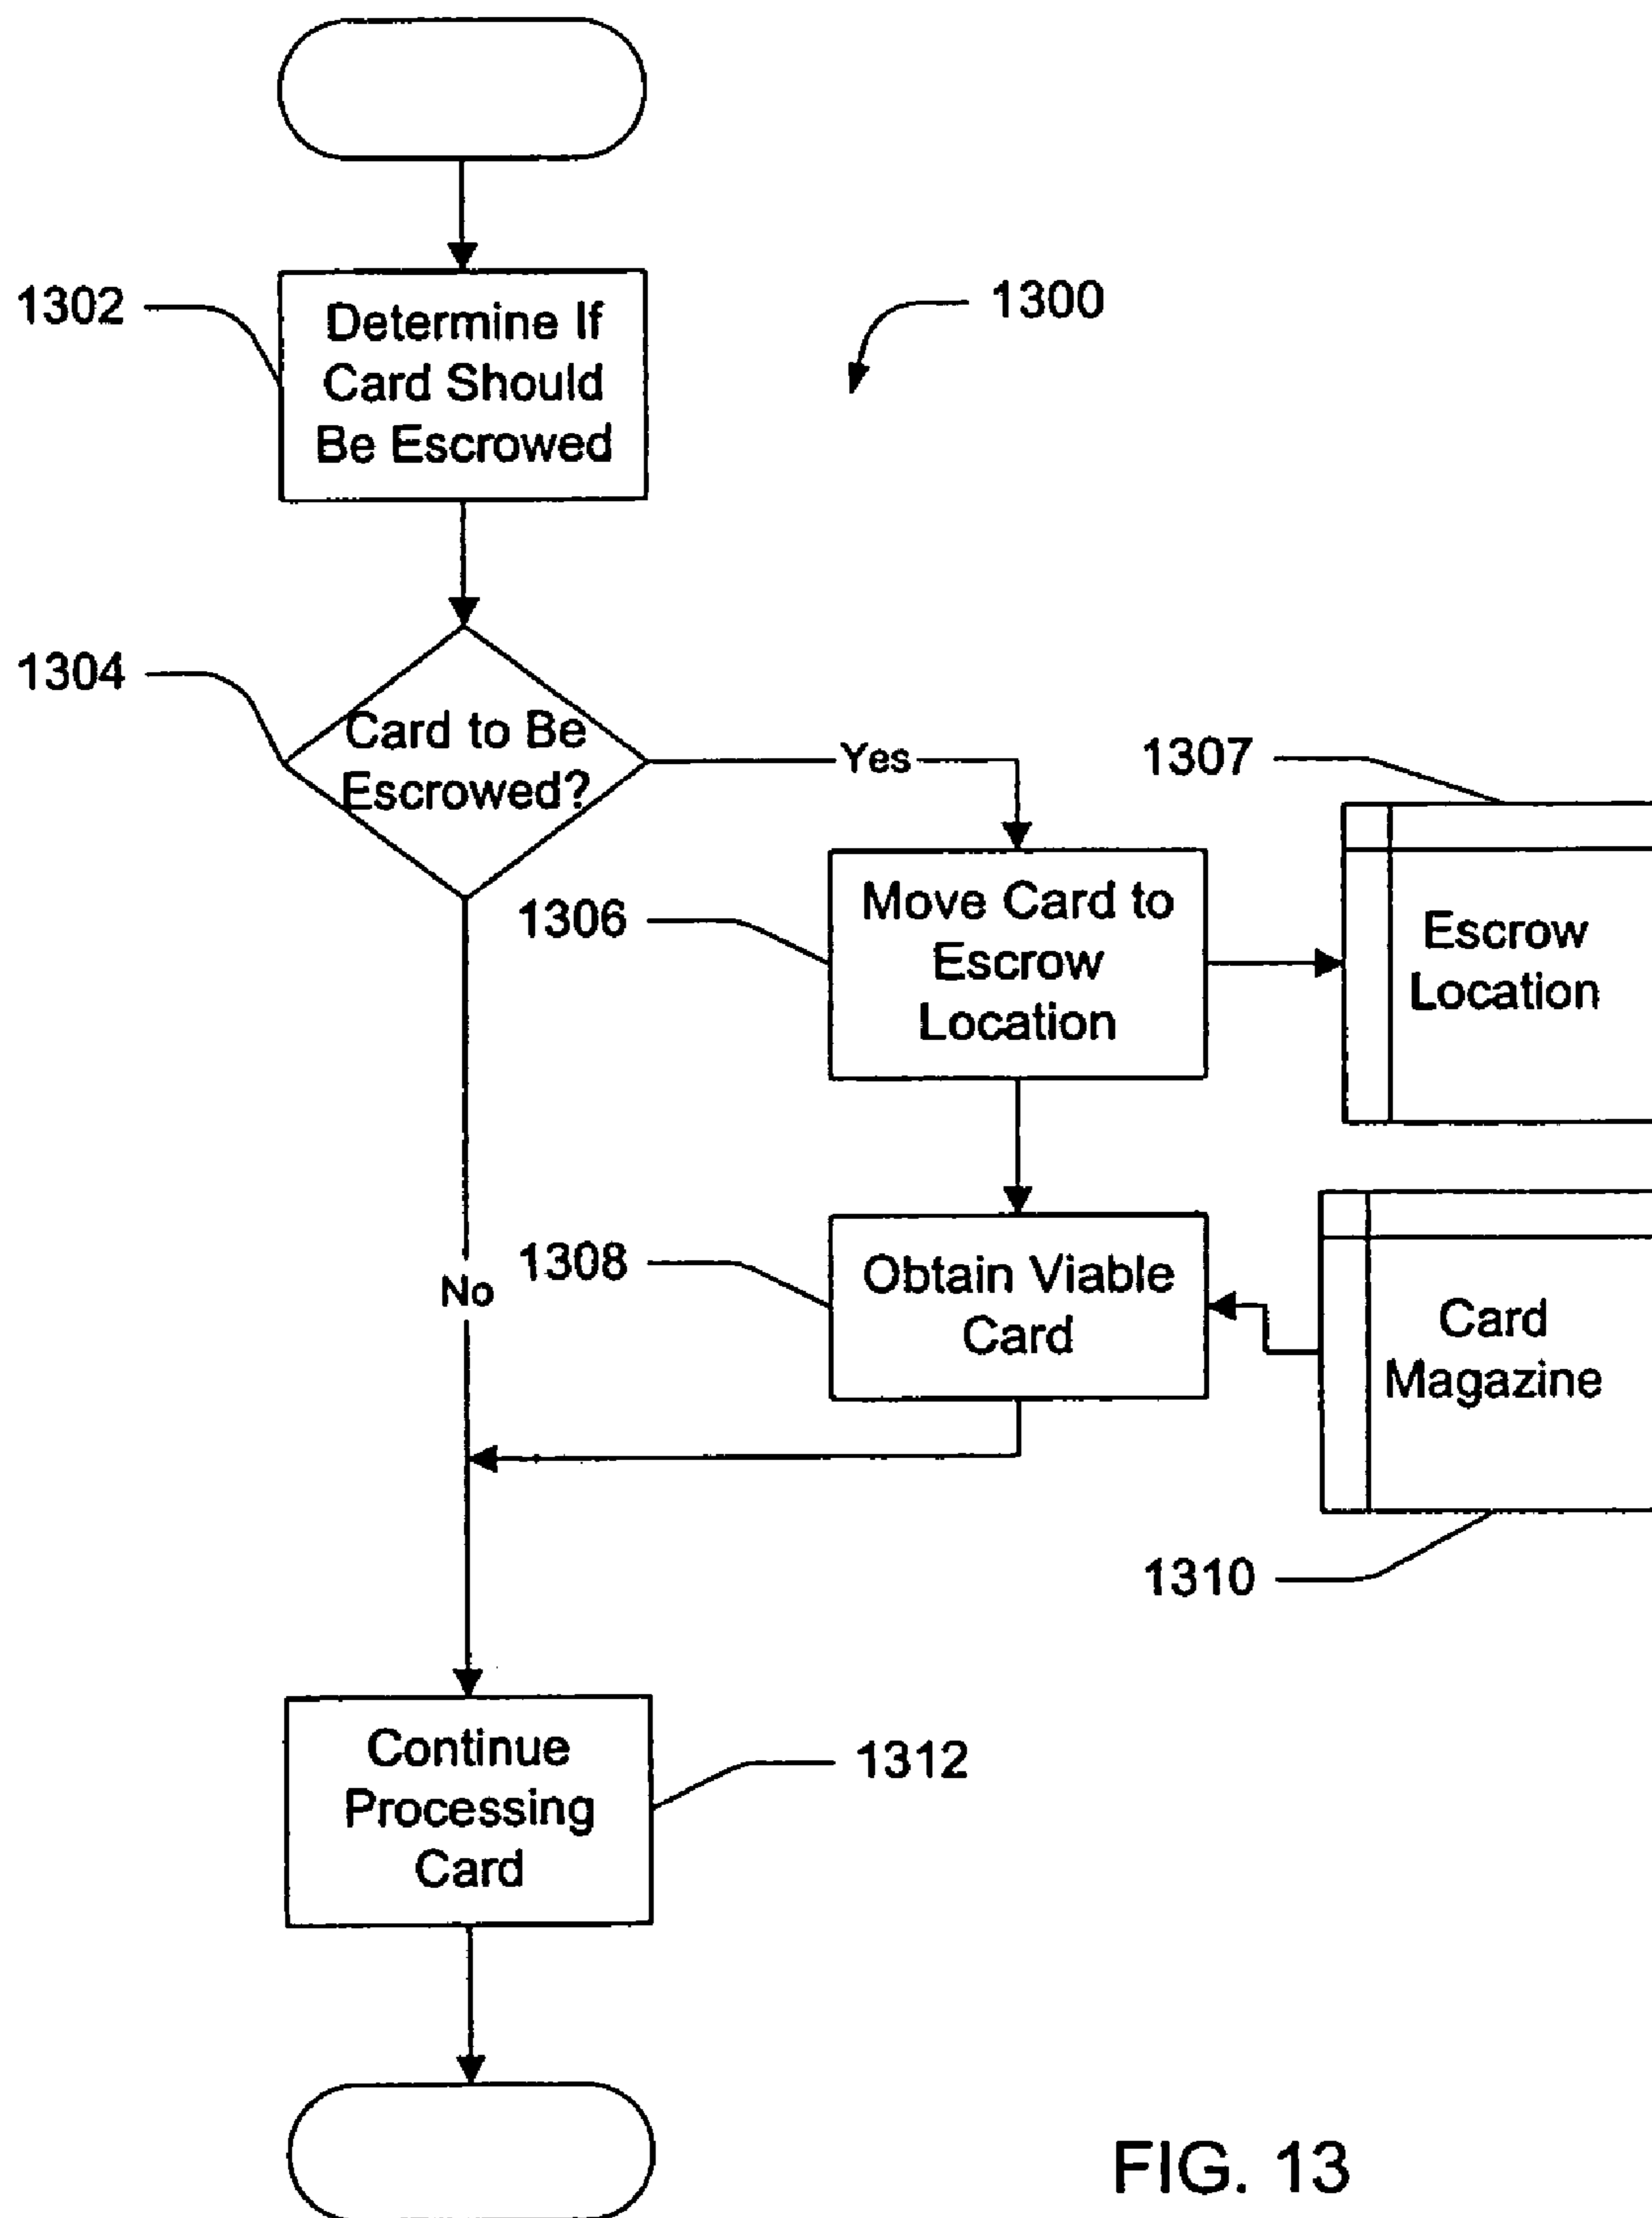 1302
Determine If
Card Should
Be Escrowed
1300
1304
Card to Be
Escrowed?
Yes
1307
1306
Move Card to
Escrow
Location
Escrow
Location
No
1308
Obtain Viable
Card
Card
Magazine
1310
Continue
Processing
Card
1312
FIG. 13